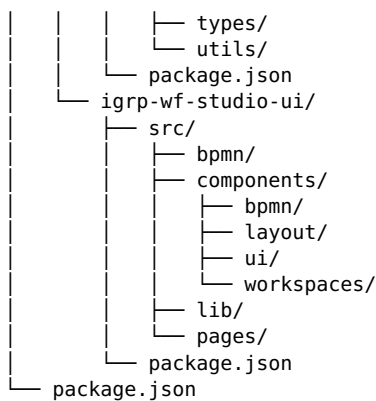 │   │   │   ├── types/
│   │   │   └── utils/
│   │   └── package.json
│   └── igrp-wf-studio-ui/
│       ├── src/
│       │   ├── bpmn/
│       │   ├── components/
│       │   │   ├── bpmn/
│       │   │   ├── layout/
│       │   │   ├── ui/
│       │   │   └── workspaces/
│       │   ├── lib/
│       │   └── pages/
│       └── package.json
└── package.json